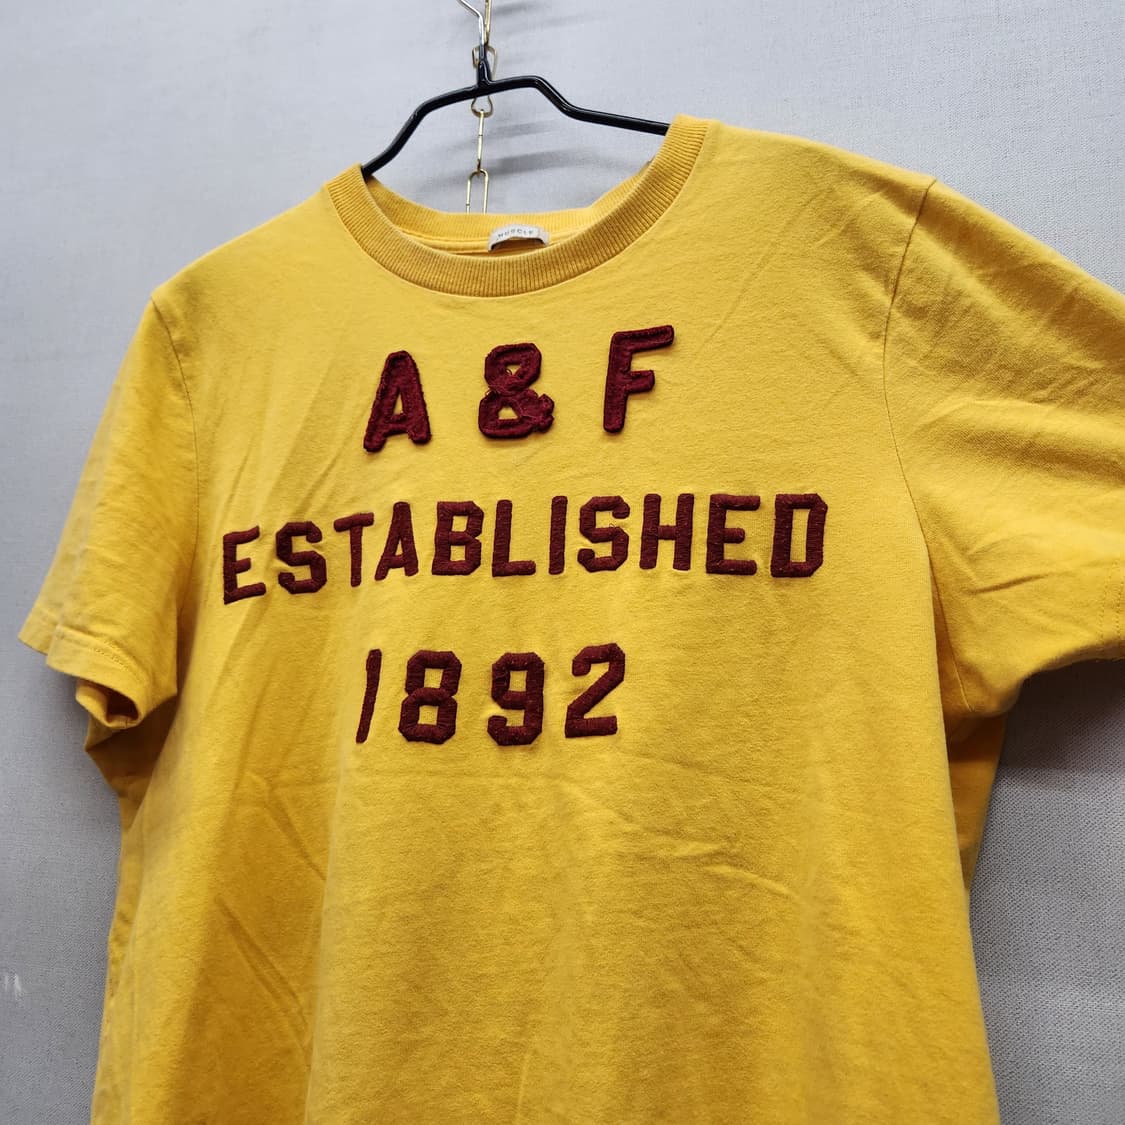 MUSCLE
A & F
ESTABLISHED
1892